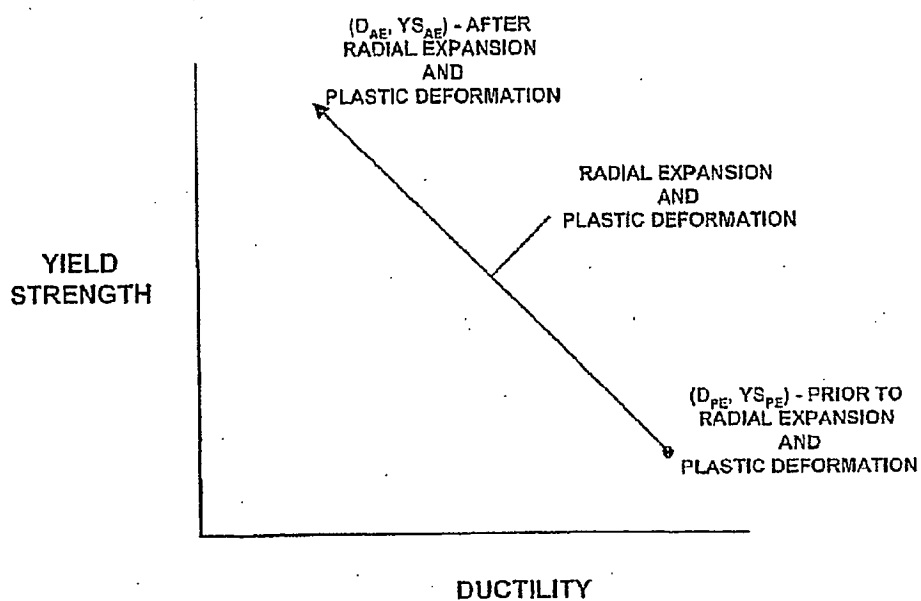 (D_AE, YS_AE) - AFTER
RADIAL EXPANSION
AND
PLASTIC DEFORMATION
RADIAL EXPANSION
AND
PLASTIC DEFORMATION
YIELD
STRENGTH
(D_PE, YS_PE) - PRIOR TO
RADIAL EXPANSION
AND
PLASTIC DEFORMATION
DUCTILITY